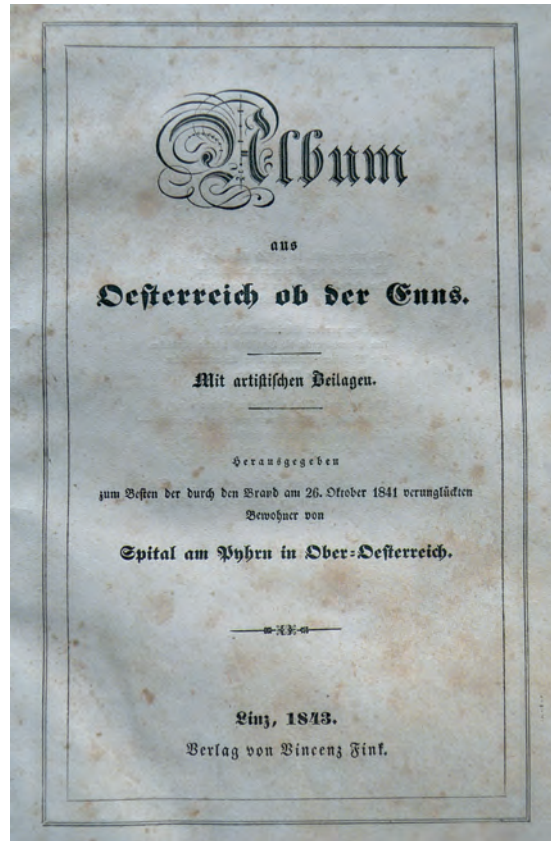 Album
aus
Oesterreich ob der Enns.
Mit artistischen Beilagen.
Herausgegeben
zum Besten der durch den Brand am 26. Oktober 1841 verunglückten
Bewohner von
Spital am Pyhrn in Ober=Oesterreich.
Linz, 1843.
Verlag von Vincenz Fink.